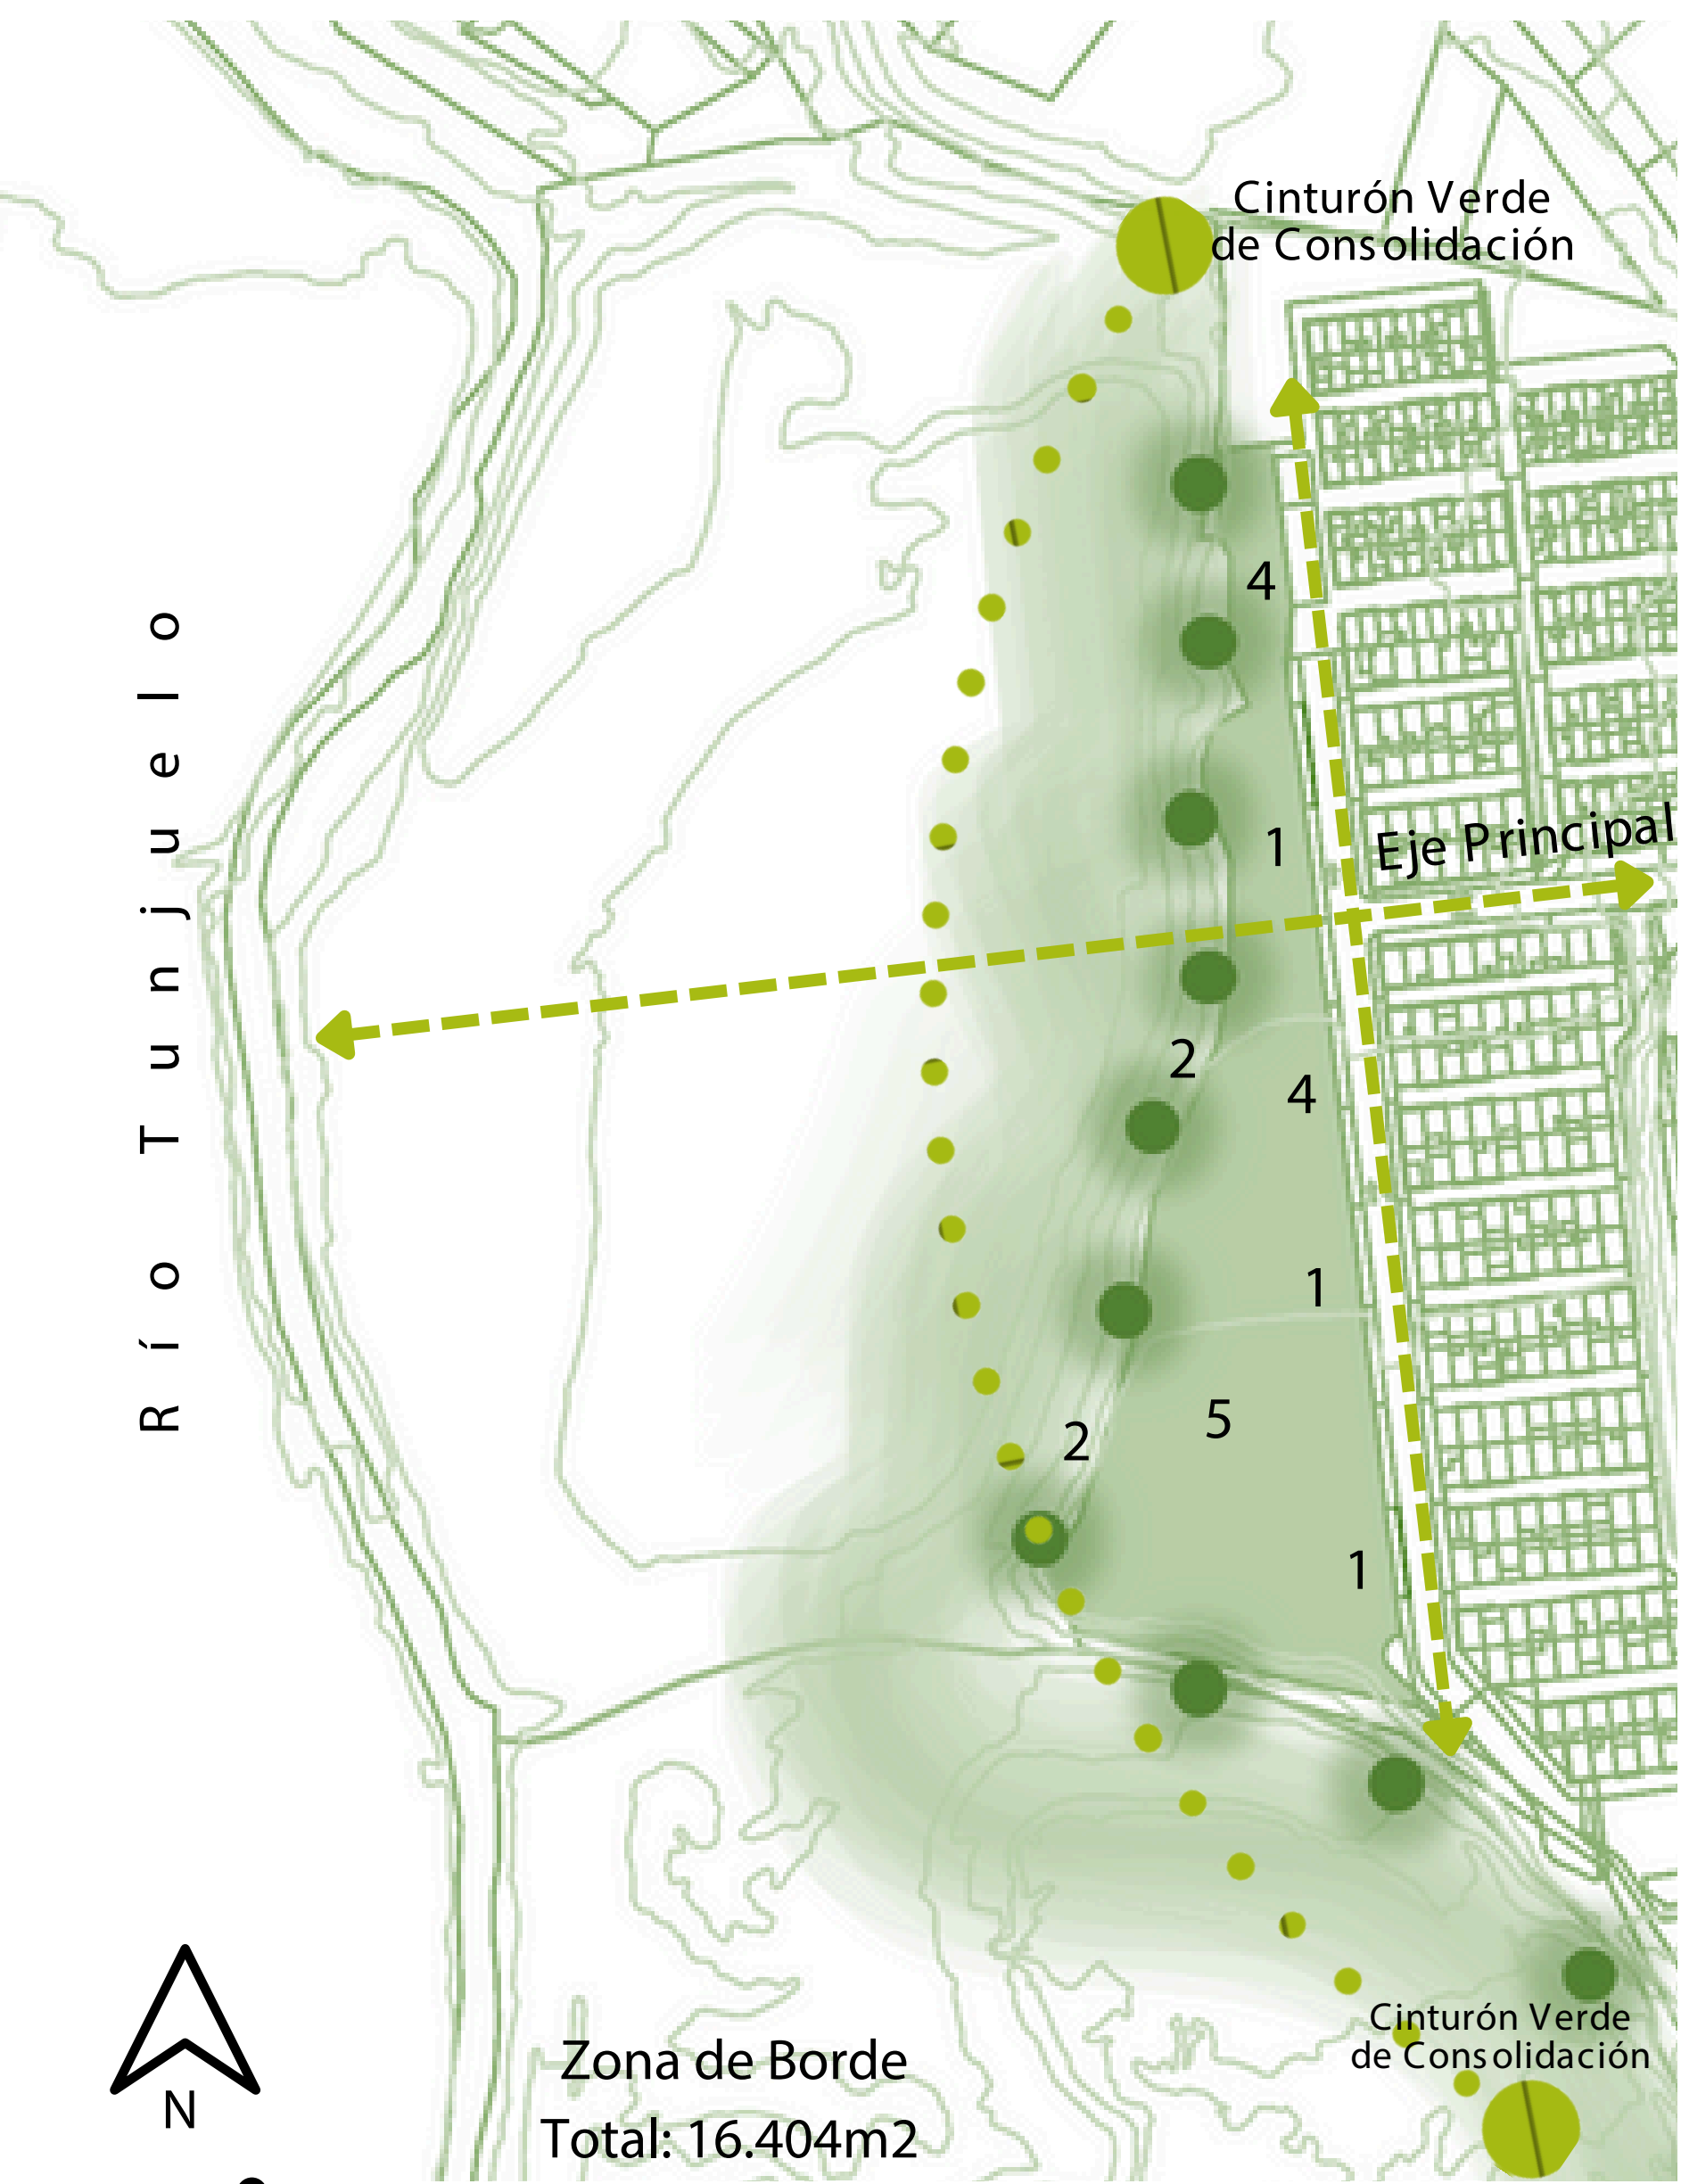 Cinturón Verde
de Consolidación
4
Río Tunjuelo
1
Eje Principal
2
4
1
5
2
1
Cinturón Verde
de Consolidación
Zona de Borde
N
Total: 16.404m2